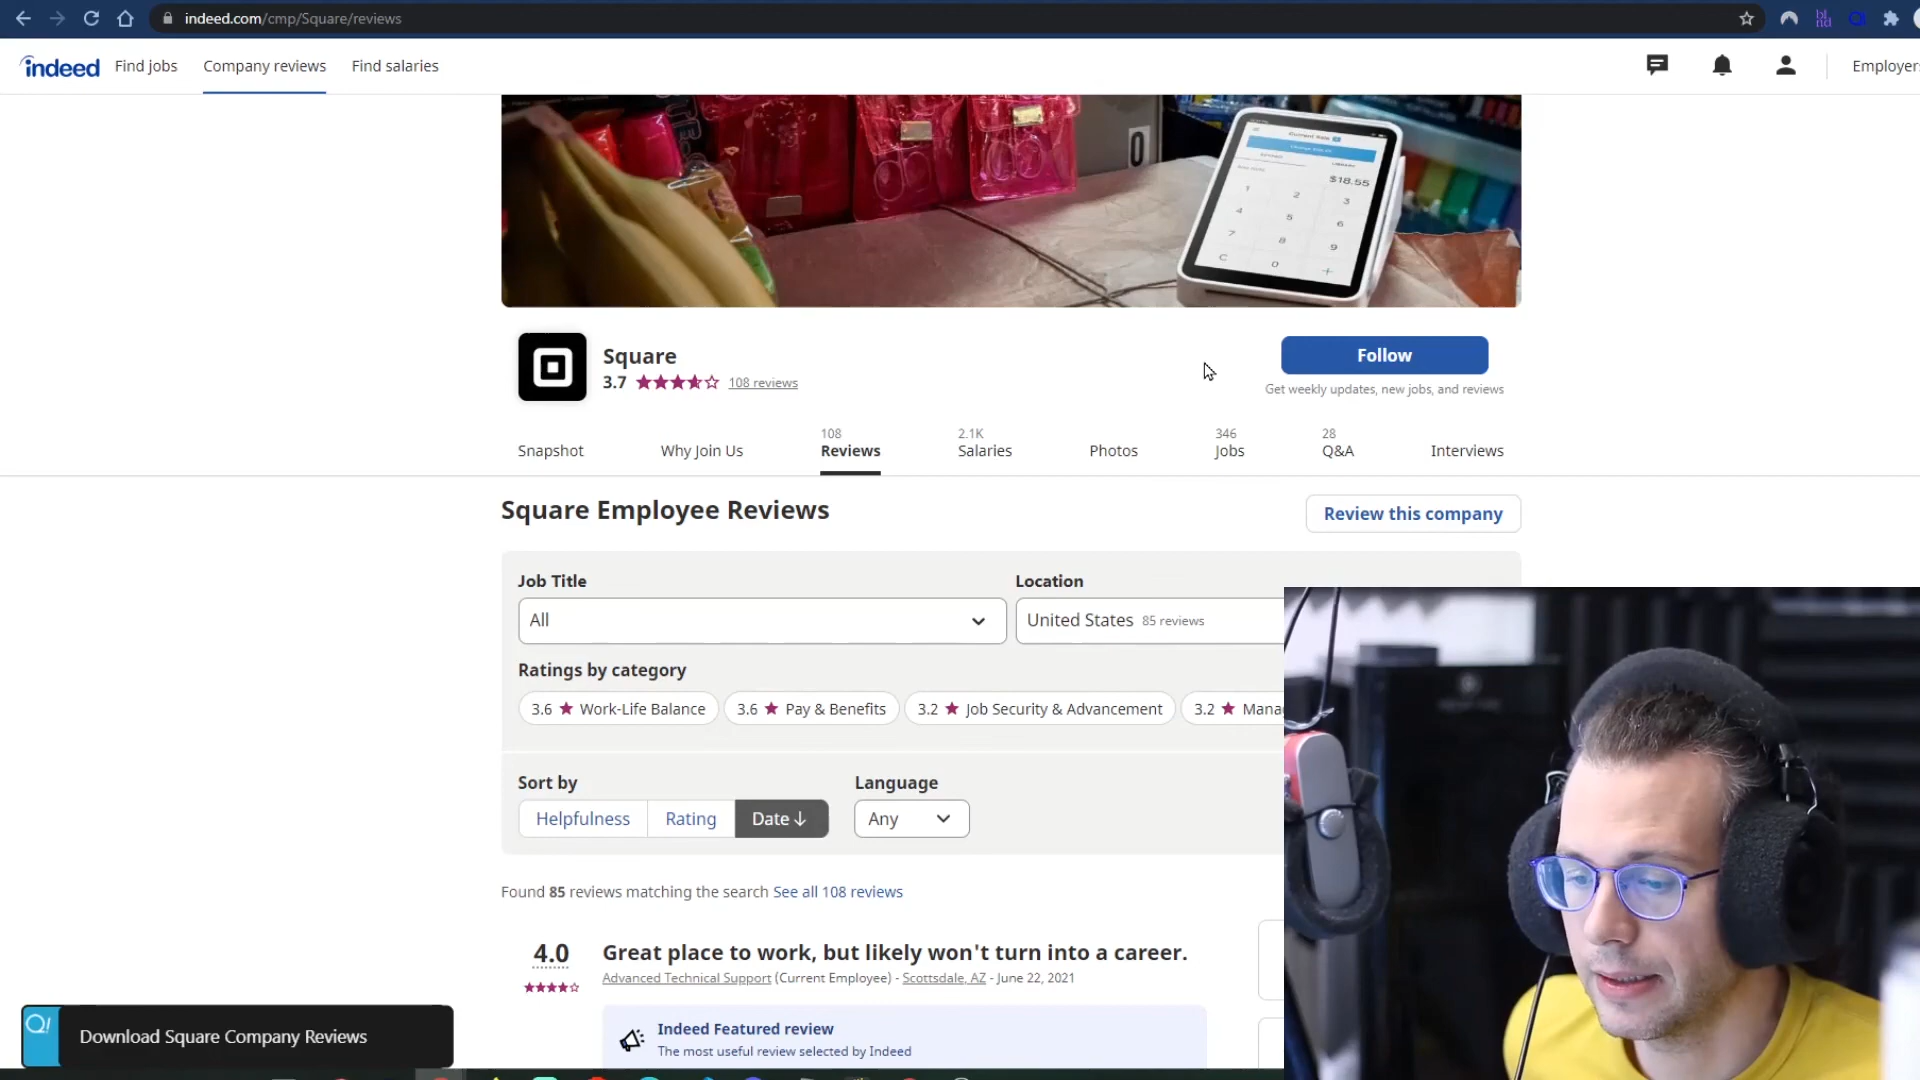 indeed.com/cmp/Square/reviews
indeed
Find jobs
Company reviews
Find salaries
Employers
$18.55
Square
3.7
108 reviews
Follow
Get weekly updates, new jobs, and reviews
Snapshot
Why Join Us
108
Reviews
2.1K
Salaries
Photos
346
Jobs
28
Q&A
Interviews
Square Employee Reviews
Review this company
Job Title
Location
All
United States 85 reviews
Ratings by category
3.6 ★ Work-Life Balance
3.6 ★ Pay & Benefits
3.2 ★ Job Security & Advancement
3.2 ★ Mana
Sort by
Language
Helpfulness
Rating
Date ↓
Any
Found 85 reviews matching the search See all 108 reviews
4.0
Great place to work, but likely won't turn into a career.
Advanced Technical Support (Current Employee) - Scottsdale, AZ - June 22, 2021
Indeed Featured review
The most useful review selected by Indeed
Q!
Download Square Company Reviews